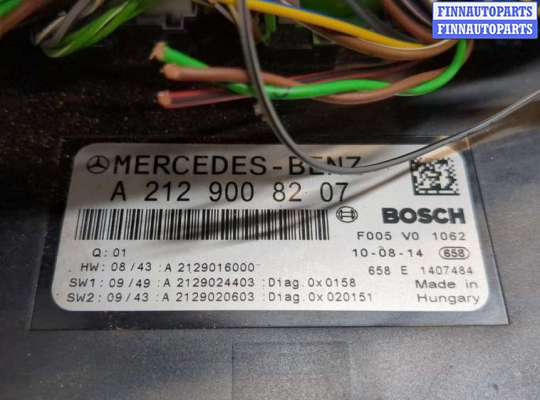 FINNAUTOPARTS
FINNAUTOPARTS
MERCEDES-BENZ
A 212 900 82 07
BOSCH
Q: 01
F005 V0 1062
HW: 08/43 :A 2129016000
10-08-14 658
SW1: 09/49 :A 2129024403 :Diag.0x0158
658 E 1407484
SW2: 09/43 :A 2129020603 :Diag.0x020151
Made in
Hungary